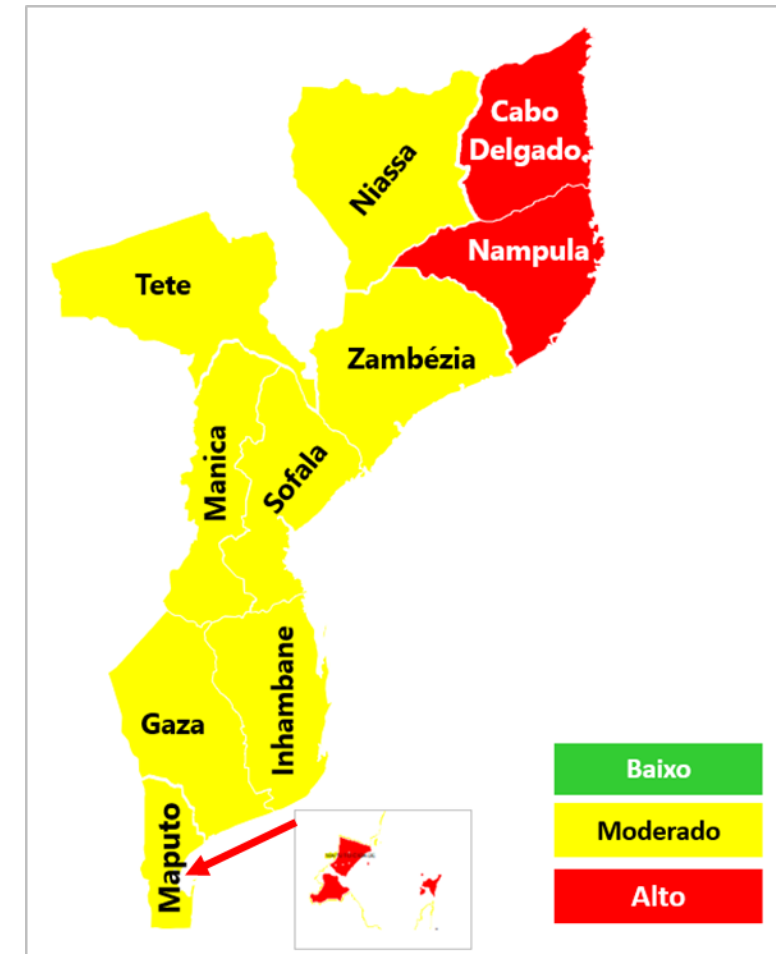 Cabo
Delgado
Niassa
Nampula
Tete
Zambézia
Manica
Sofala
Inhambane
Gaza
Maputo
Baixo
Moderado
Alto